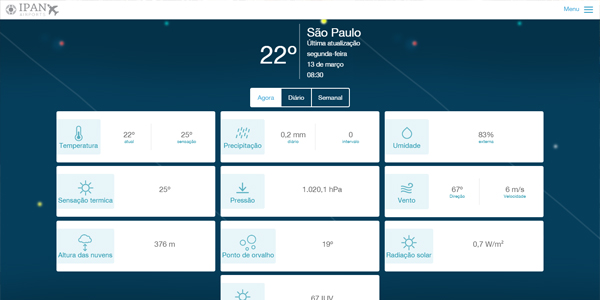 IPAN
AIRPORTS
Menu
São Paulo
22º
Última atualização
segunda-feira
13 de março
08:30
Agora Diário Semanal
Temperatura 22º atual 25º sensação
Precipitação 0,2 mm diário 0 intervalo
Umidade 83% externa
Sensação termica 25º
Pressão 1.020,1 hPa
Vento 67º Direção 6 m/s Velocidade
Altura das nuvens 376 m
Ponto de orvalho 19º
Radiação solar 0,7 W/m²
67 IUV